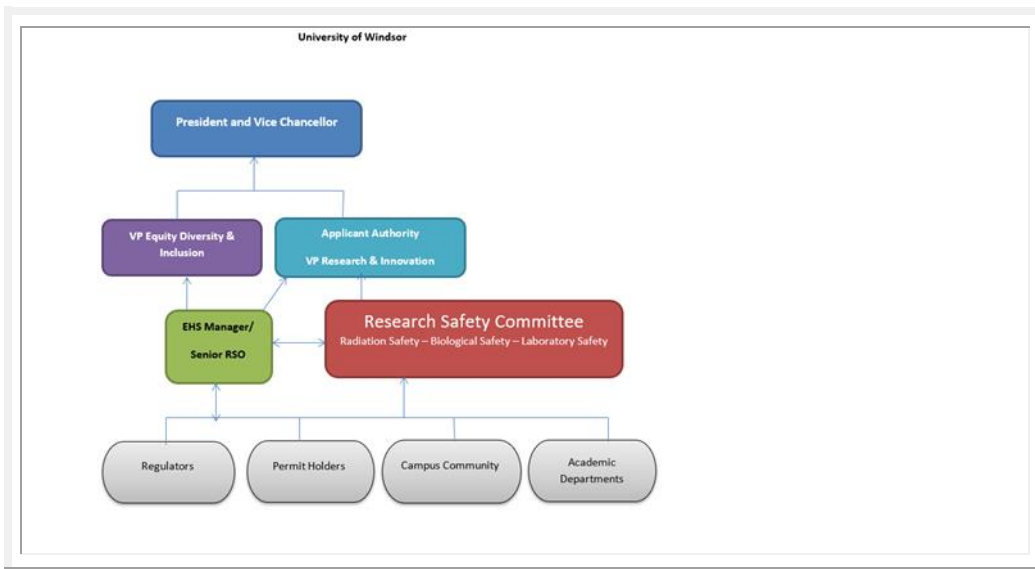 University of Windsor
President and Vice Chancellor
VP Equity Diversity &
Inclusion
Applicant Authority
VP Research & Innovation
EHS Manager/
Senior RSO
Research Safety Committee
Radiation Safety – Biological Safety – Laboratory Safety
Regulators
Permit Holders
Campus Community
Academic
Departments